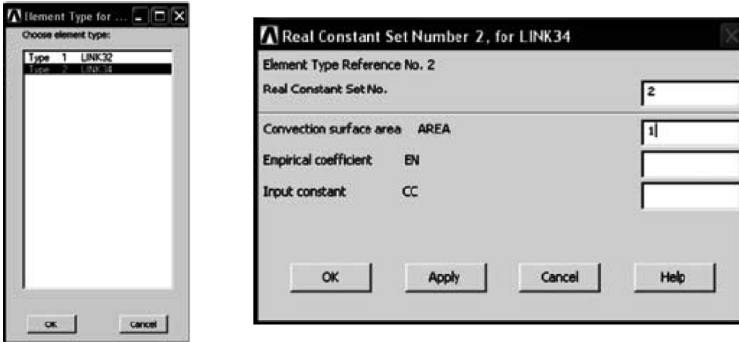 Element Type for ...
Choose element type:
Type 1 LINK32
Type 2 LINK34
OK Cancel
Real Constant Set Number 2, for LINK34
Element Type Reference No. 2
Real Constant Set No. 2
Convection surface area AREA 1
Empirical coefficient EN
Input constant CC
OK Apply Cancel Help